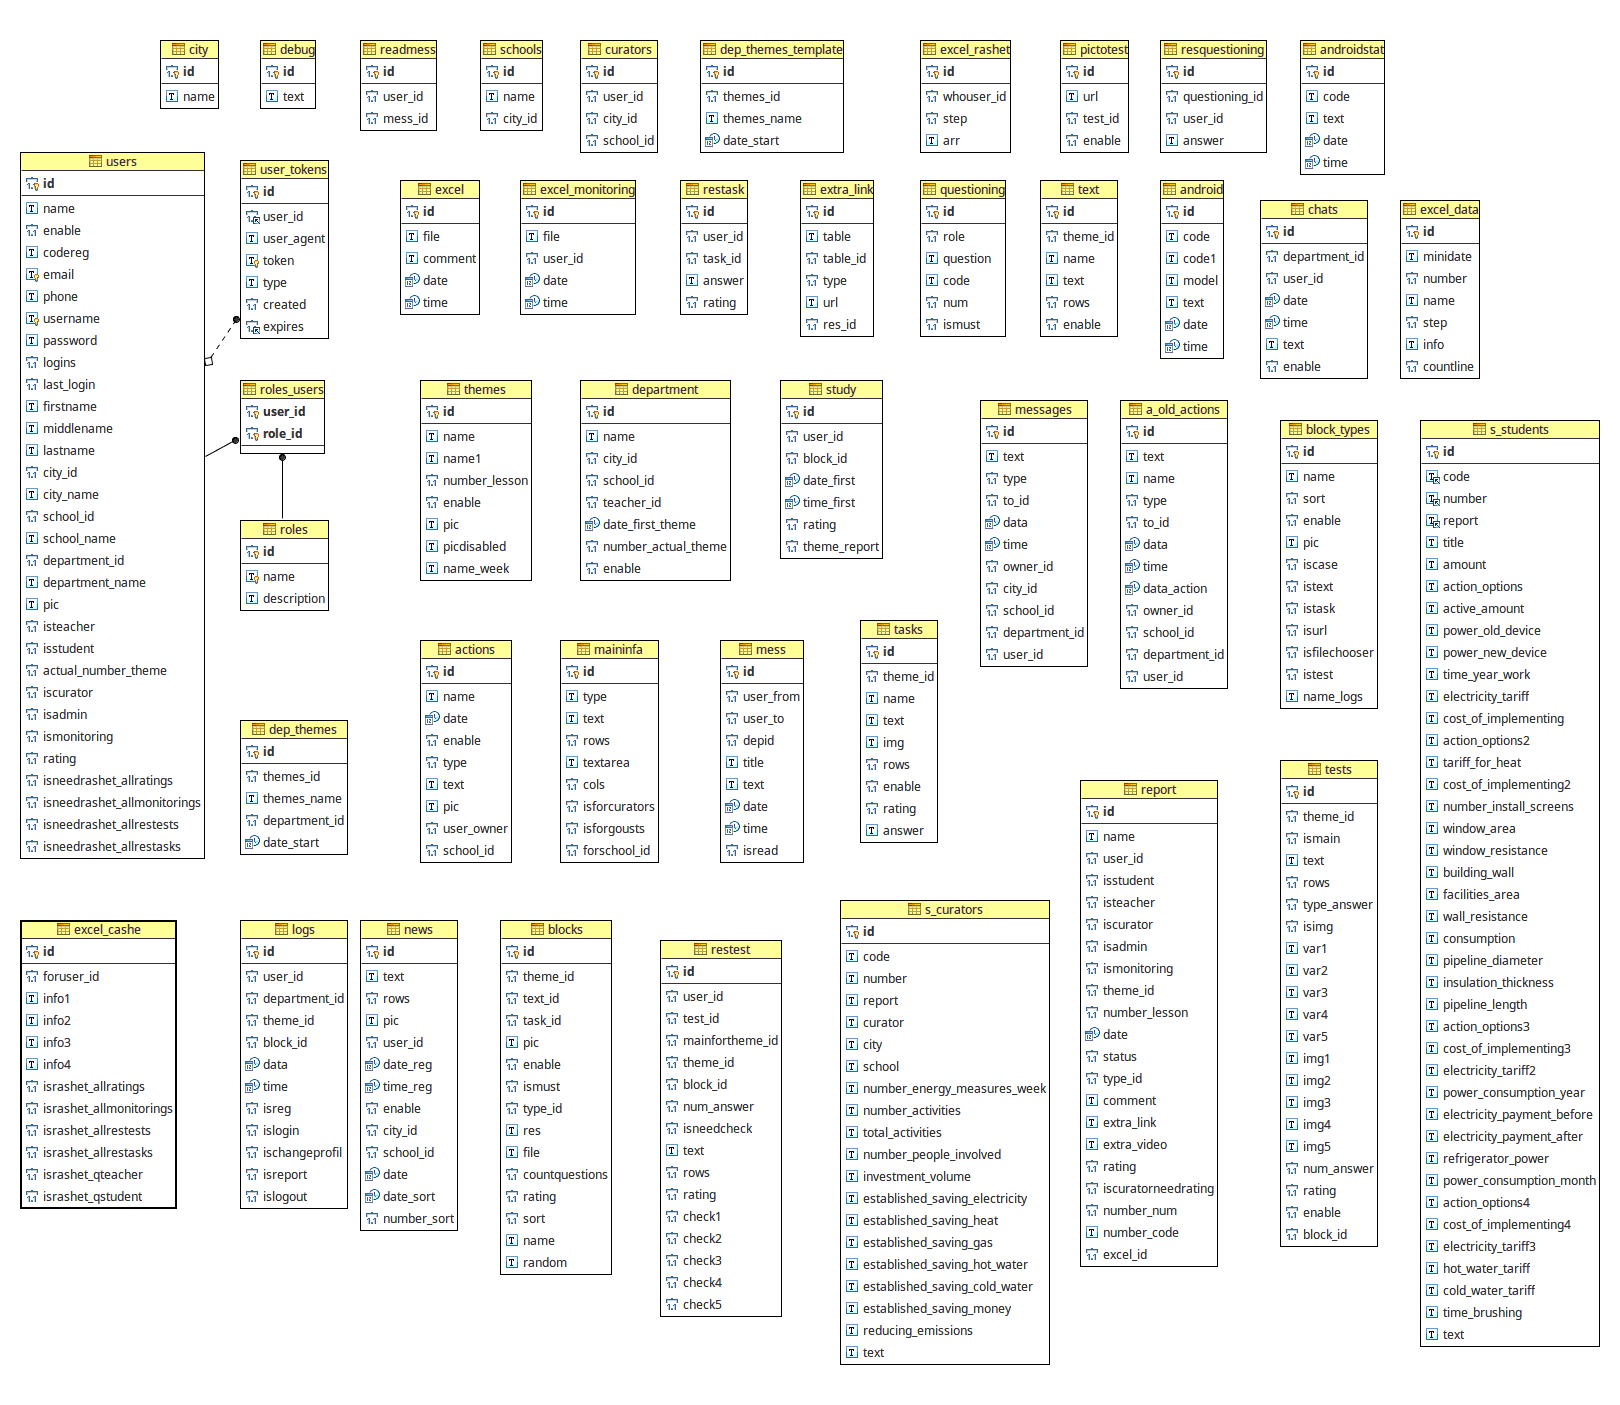 city
id
name
debug
id
text
readmess
id
user_id
mess_id
schools
id
name
city_id
curators
id
user_id
city_id
school_id
dep_themes_template
id
themes_id
themes_name
date_start
excel_rashet
id
whouser_id
step
arr
pictotest
id
url
test_id
enable
resquestioning
id
questioning_id
user_id
answer
androidstat
id
code
text
date
time
users
id
name
enable
codereg
email
phone
username
password
logins
last_login
firstname
middlename
lastname
city_id
city_name
school_id
school_name
department_id
department_name
pic
isteacher
isstudent
actual_number_theme
iscurator
isadmin
ismonitoring
rating
isneedrashet_allratings
isneedrashet_allmonitorings
isneedrashet_allrestests
isneedrashet_allrestasks
user_tokens
id
user_id
user_agent
token
type
created
expires
excel
id
file
comment
date
time
excel_monitoring
id
file
user_id
date
time
restask
id
user_id
task_id
answer
rating
extra_link
id
table
table_id
type
url
res_id
questioning
id
role
question
code
num
ismust
text
id
theme_id
name
text
rows
enable
android
id
code
code1
model
text
date
time
chats
id
department_id
user_id
date
time
text
enable
excel_data
id
minidate
number
name
step
info
countline
roles_users
user_id
role_id
themes
id
name
name1
number_lesson
enable
pic
picdisabled
name_week
department
id
name
city_id
school_id
teacher_id
date_first_theme
number_actual_theme
enable
study
id
user_id
block_id
date_first
time_first
rating
theme_report
messages
id
text
type
to_id
data
time
owner_id
city_id
school_id
department_id
user_id
a_old_actions
id
text
name
type
to_id
data
time
data_action
owner_id
school_id
department_id
user_id
block_types
id
name
sort
enable
pic
iscase
istext
istask
isurl
isfilechooser
istest
name_logs
s_students
id
code
number
report
title
amount
action_options
active_amount
power_old_device
power_new_device
time_year_work
electricity_tariff
cost_of_implementing
action_options2
tariff_for_heat
cost_of_implementing2
number_install_screens
window_area
window_resistance
building_wall
facilities_area
wall_resistance
consumption
pipeline_diameter
insulation_thickness
pipeline_length
action_options3
cost_of_implementing3
electricity_tariff2
power_consumption_year
electricity_payment_before
electricity_payment_after
refrigerator_power
power_consumption_month
action_options4
cost_of_implementing4
electricity_tariff3
hot_water_tariff
cold_water_tariff
time_brushing
text
roles
id
name
description
actions
id
name
date
enable
type
text
pic
user_owner
school_id
maininfa
id
type
text
rows
textarea
cols
isforcurators
isforgousts
forschool_id
mess
id
user_from
user_to
depid
title
text
date
time
isread
tasks
id
theme_id
name
text
img
rows
enable
rating
answer
dep_themes
id
themes_id
themes_name
department_id
date_start
report
id
name
user_id
isstudent
isteacher
iscurator
isadmin
ismonitoring
theme_id
number_lesson
date
status
type_id
comment
extra_link
extra_video
rating
iscuratorneedrating
number_num
number_code
excel_id
tests
id
theme_id
ismain
text
rows
type_answer
isimg
var1
var2
var3
var4
var5
img1
img2
img3
img4
img5
num_answer
rating
enable
block_id
excel_cashe
id
foruser_id
info1
info2
info3
info4
israshet_allratings
israshet_allmonitorings
israshet_allrestests
israshet_allrestasks
israshet_qteacher
israshet_qstudent
logs
id
user_id
department_id
theme_id
block_id
data
time
isreg
islogin
ischangeprofil
isreport
islogout
news
id
text
rows
pic
user_id
date_reg
time_reg
enable
city_id
school_id
date
date_sort
number_sort
blocks
id
theme_id
text_id
task_id
pic
enable
ismust
type_id
res
file
countquestions
rating
sort
name
random
restest
id
user_id
test_id
mainfortheme_id
theme_id
block_id
num_answer
isneedcheck
text
rows
rating
check1
check2
check3
check4
check5
s_curators
id
code
number
report
curator
city
school
number_energy_measures_week
number_activities
total_activities
number_people_involved
investment_volume
established_saving_electricity
established_saving_heat
established_saving_gas
established_saving_hot_water
established_saving_cold_water
established_saving_money
reducing_emissions
text